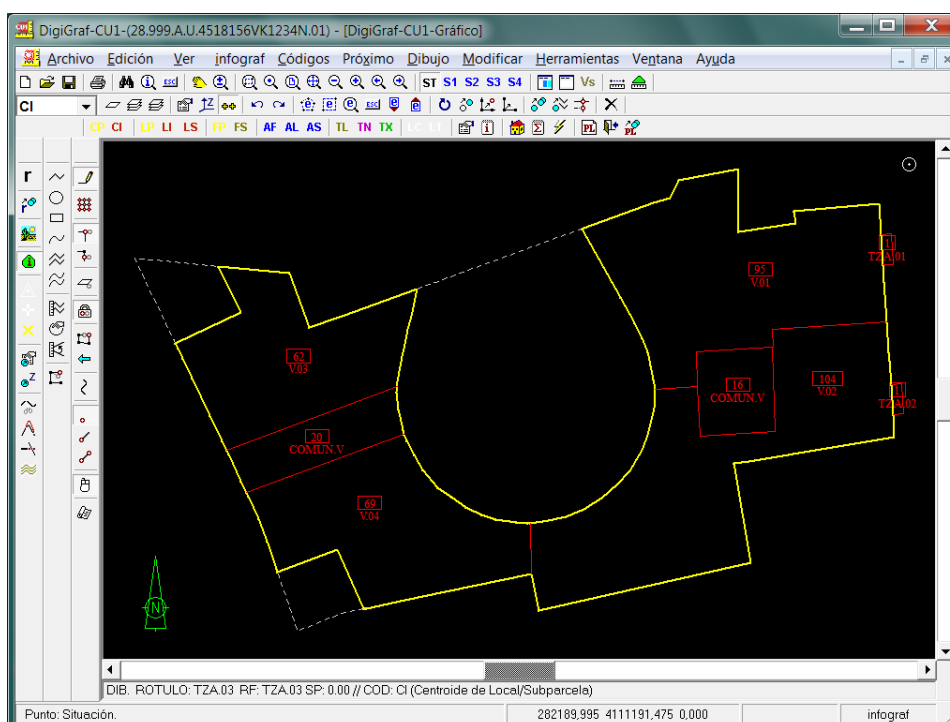 DigiGraf-CU1-(28.999.A.U.4518156VK1234N.01) - [DigiGraf-CU1-Gráfico]
Archivo Edición Ver infograf Códigos Próximo Dibujo Modificar Herramientas Ventana Ayuda
ST S1 S2 S3 S4 Vs
CI
CP CI LP LI LS FP FS AF AL AS TL TN TX LC LT PL PL
r
95
V.01
1
TZA.01
62
V.03
16
COMUN.V
104
V.02
1
TZA.02
20
COMUN.V
69
V.04
N
DIB. ROTULO: TZA.03 RF: TZA.03 SP: 0.00 // COD: CI (Centroide de Local/Subparcela)
Punto: Situación. 282189,995 4111191,475 0,000 infograf